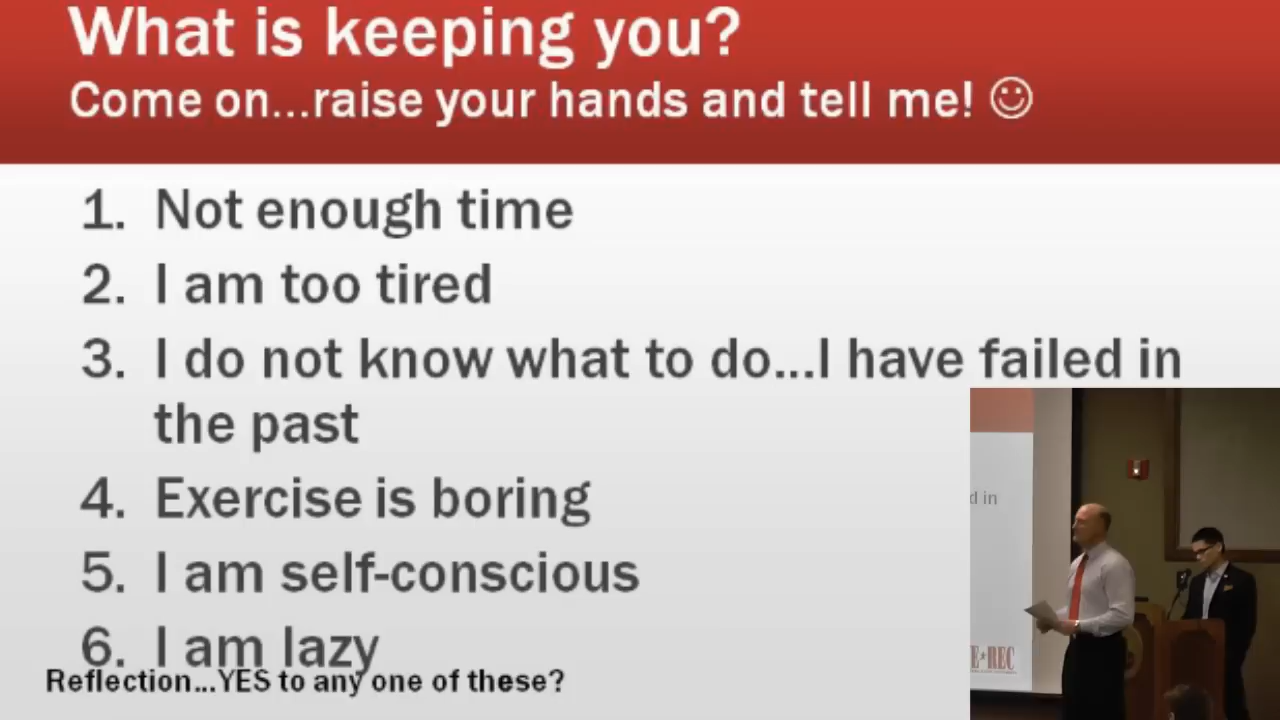 What is keeping you?
Come on...raise your hands and tell me! ☺
1. Not enough time
2. I am too tired
3. I do not know what to do...I have failed in
the past
4. Exercise is boring
5. I am self-conscious
6. I am lazy
Reflection...YES to any one of these?
d in
E★REC